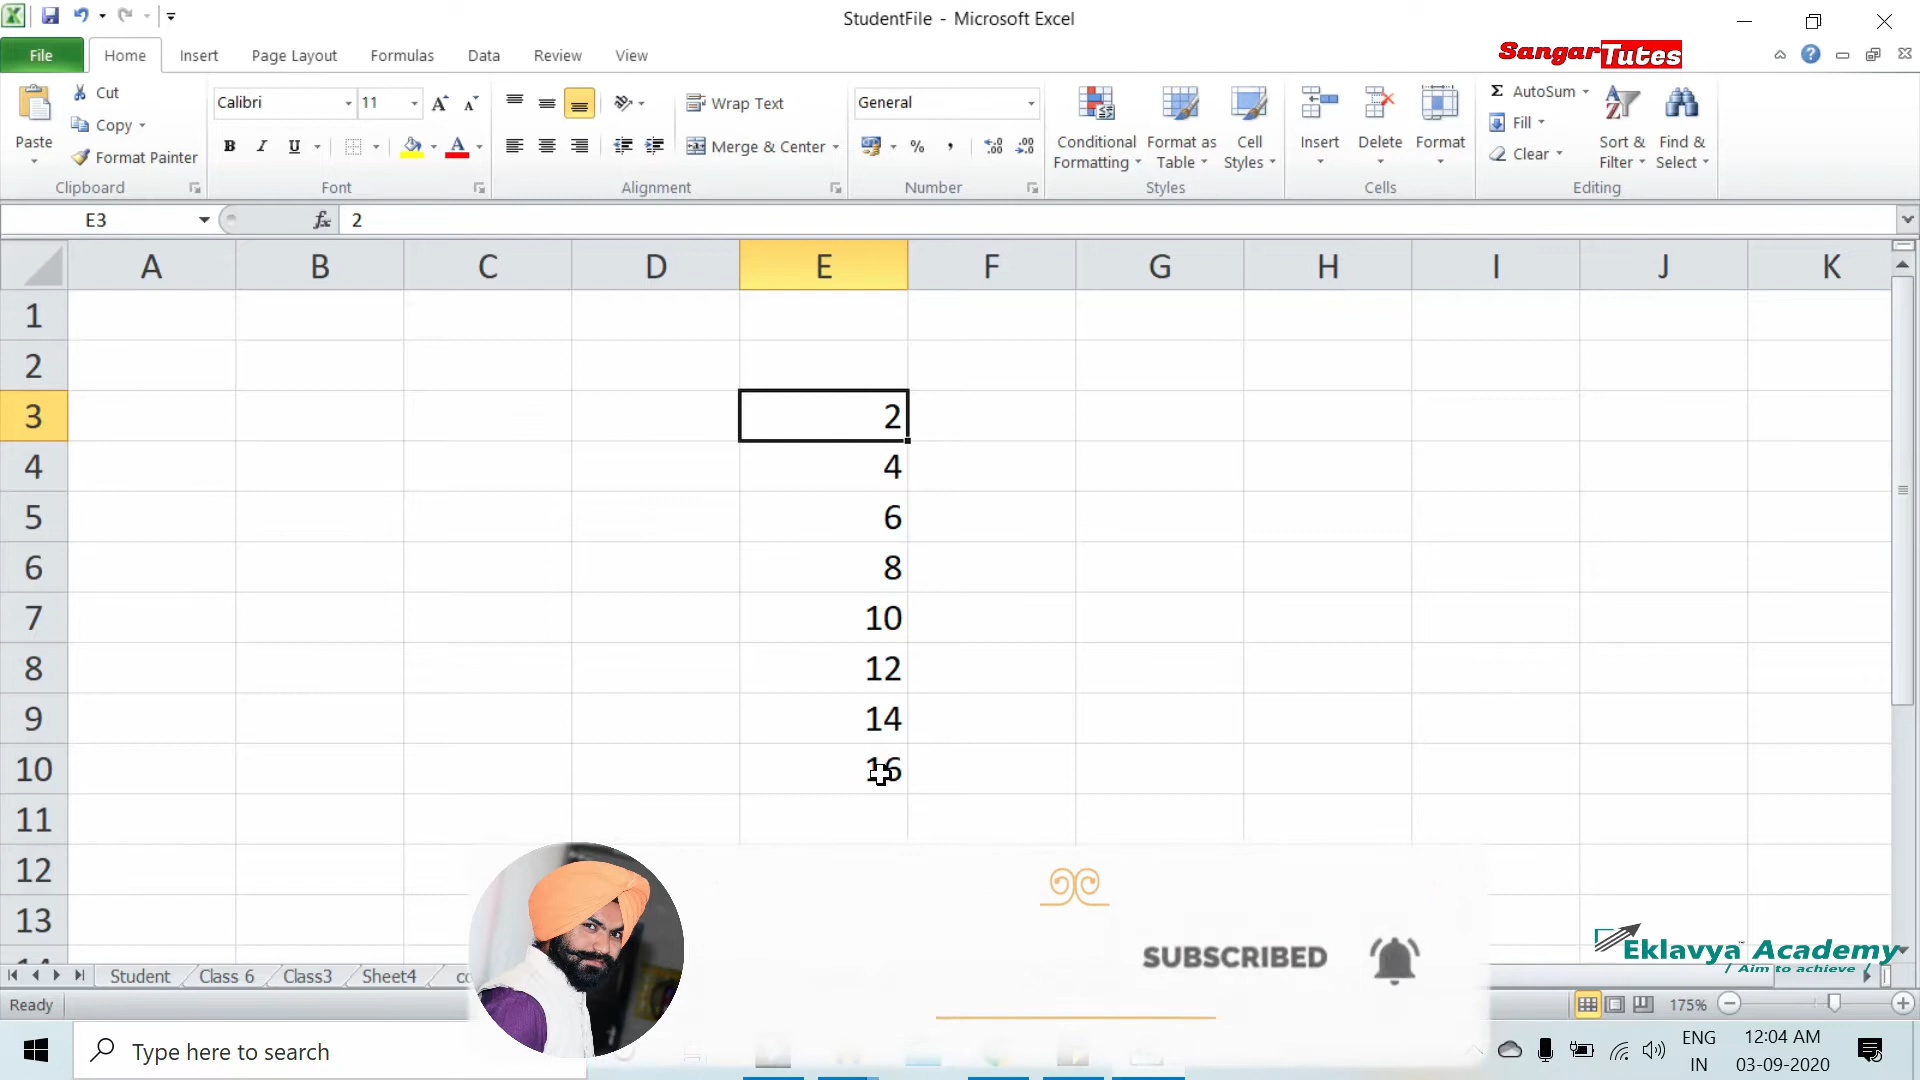 StudentFile - Microsoft Excel
SangarTutes
File Home Insert Page Layout Formulas Data Review View
Paste
Cut
Copy
Format Painter
Clipboard
Calibri 11
B I U A
Font
Wrap Text
Merge & Center
Alignment
General
% ,
Number
Conditional Formatting
Format as Table
Cell Styles
Styles
Insert Delete Format
Cells
Σ AutoSum
Fill
Clear
Sort & Filter
Find & Select
Editing
E3 fx 2
A B C D E F G H I J K
1
2
3 2
4 4
5 6
6 8
7 10
8 12
9 14
10 16
11
12
13
SUBSCRIBED
Eklavya Academy
Aim to achieve
Student Class 6 Class3 Sheet4
Ready
175%
Type here to search
ENG
IN
12:04 AM
03-09-2020